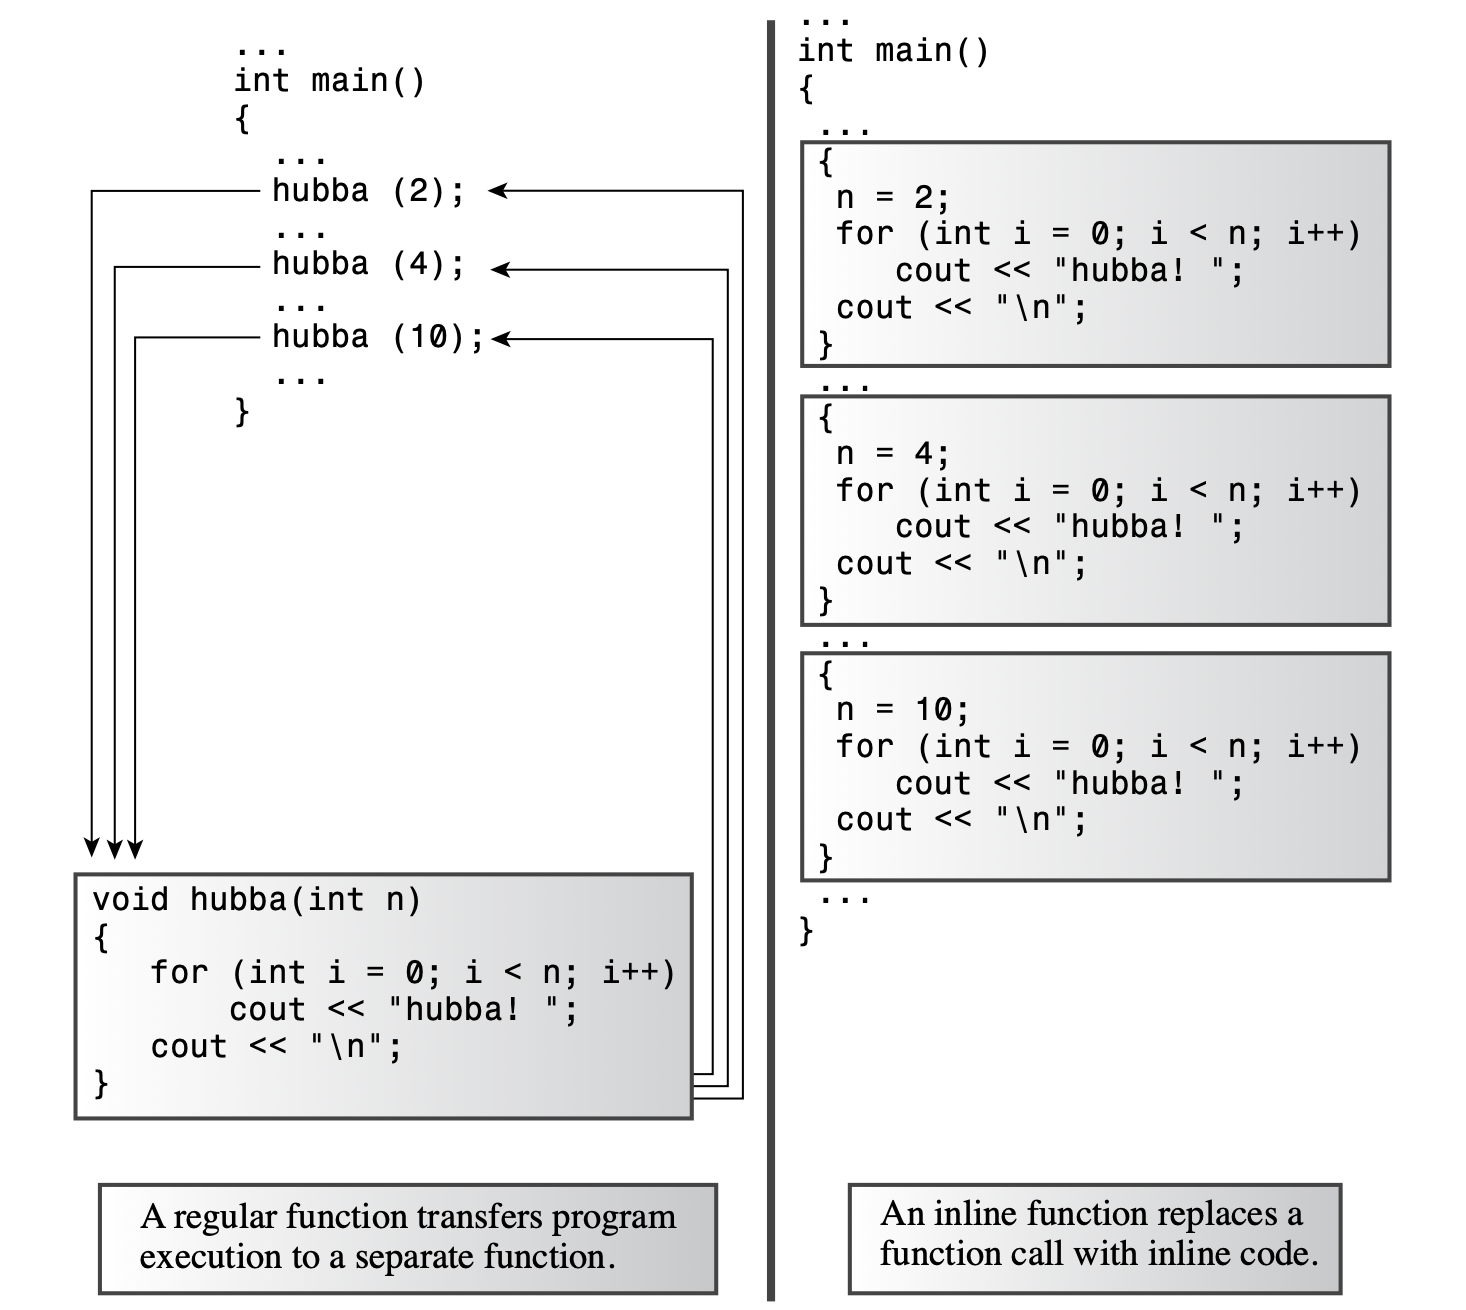 ...
int main()
{
...
hubba (2);
...
hubba (4);
...
hubba (10);
...
}
void hubba(int n)
{
for (int i = 0; i < n; i++)
cout << "hubba! ";
cout << "\n";
}
A regular function transfers program
execution to a separate function.
...
int main()
{
...
{
n = 2;
for (int i = 0; i < n; i++)
cout << "hubba! ";
cout << "\n";
}
...
{
n = 4;
for (int i = 0; i < n; i++)
cout << "hubba! ";
cout << "\n";
}
...
{
n = 10;
for (int i = 0; i < n; i++)
cout << "hubba! ";
cout << "\n";
}
...
}
An inline function replaces a
function call with inline code.